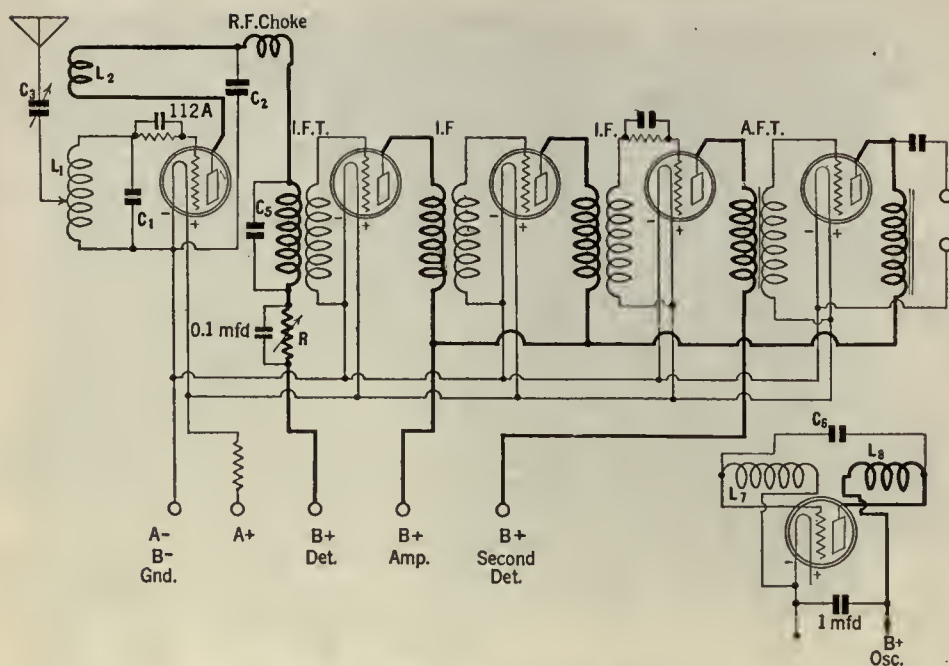 R.F.Choke
C3
L2
C2
112A
L1
C1
I.F.T.
I.F
I.F.
A.F.T.
C5
0.1 mfd
R
-
+
-
+
-
+
-
+
-
+
A-
B-
Gnd.
A+
B+
Det.
B+
Amp.
B+
Second
Det.
C6
L7
L8
+
1 mfd
B+
Osc.